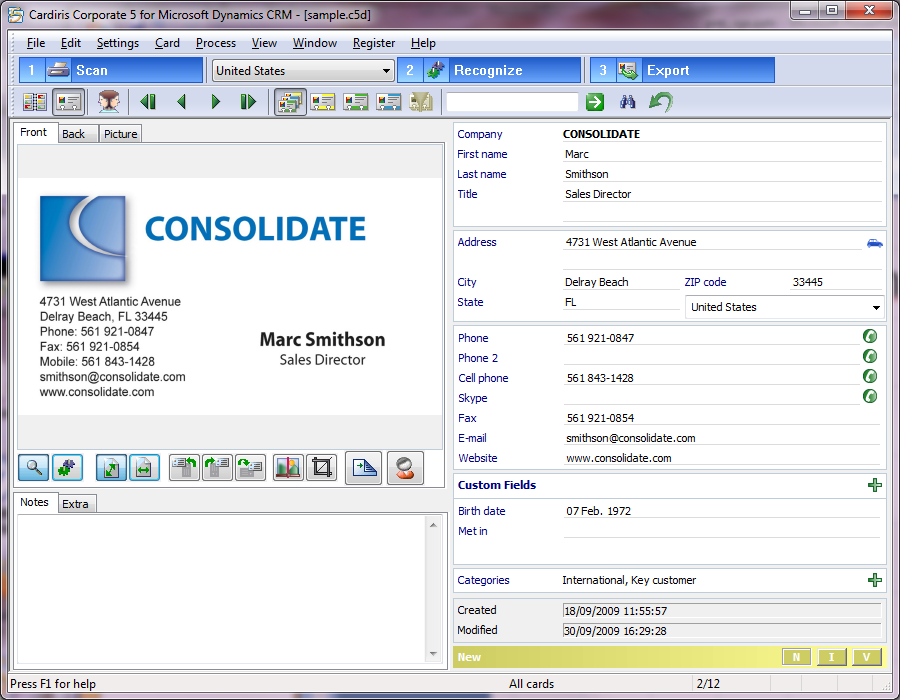 Cardiris Corporate 5 for Microsoft Dynamics CRM - [sample.c5d]
File Edit Settings Card Process View Window Register Help
1 Scan United States 2 Recognize 3 Export
Front Back Picture
CONSOLIDATE
4731 West Atlantic Avenue
Delray Beach, FL 33445
Phone: 561 921-0847
Fax: 561 921-0854
Mobile: 561 843-1428
smithson@consolidate.com
www.consolidate.com
Marc Smithson
Sales Director
Notes Extra
Company CONSOLIDATE
First name Marc
Last name Smithson
Title Sales Director
Address 4731 West Atlantic Avenue
City Delray Beach ZIP code 33445
State FL United States
Phone 561 921-0847
Phone 2
Cell phone 561 843-1428
Skype
Fax 561 921-0854
E-mail smithson@consolidate.com
Website www.consolidate.com
Custom Fields
Birth date 07 Feb. 1972
Met in
Categories International, Key customer
Created 18/09/2009 11:55:57
Modified 30/09/2009 16:29:28
New N I V
Press F1 for help All cards 2/12